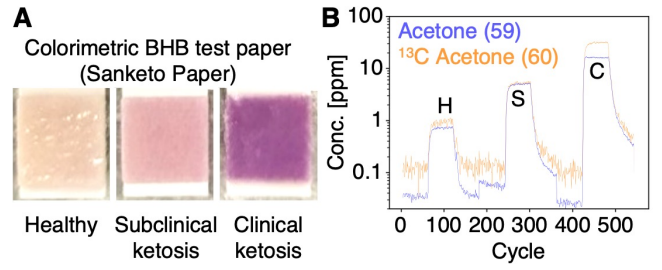 A
Colorimetric BHB test paper
(Sanketo Paper)
Healthy
Subclinical
ketosis
Clinical
ketosis
B
Conc. [ppm]
100
10
1
0.1
Acetone (59)
¹³C Acetone (60)
H
S
C
0 100 200 300 400 500
Cycle